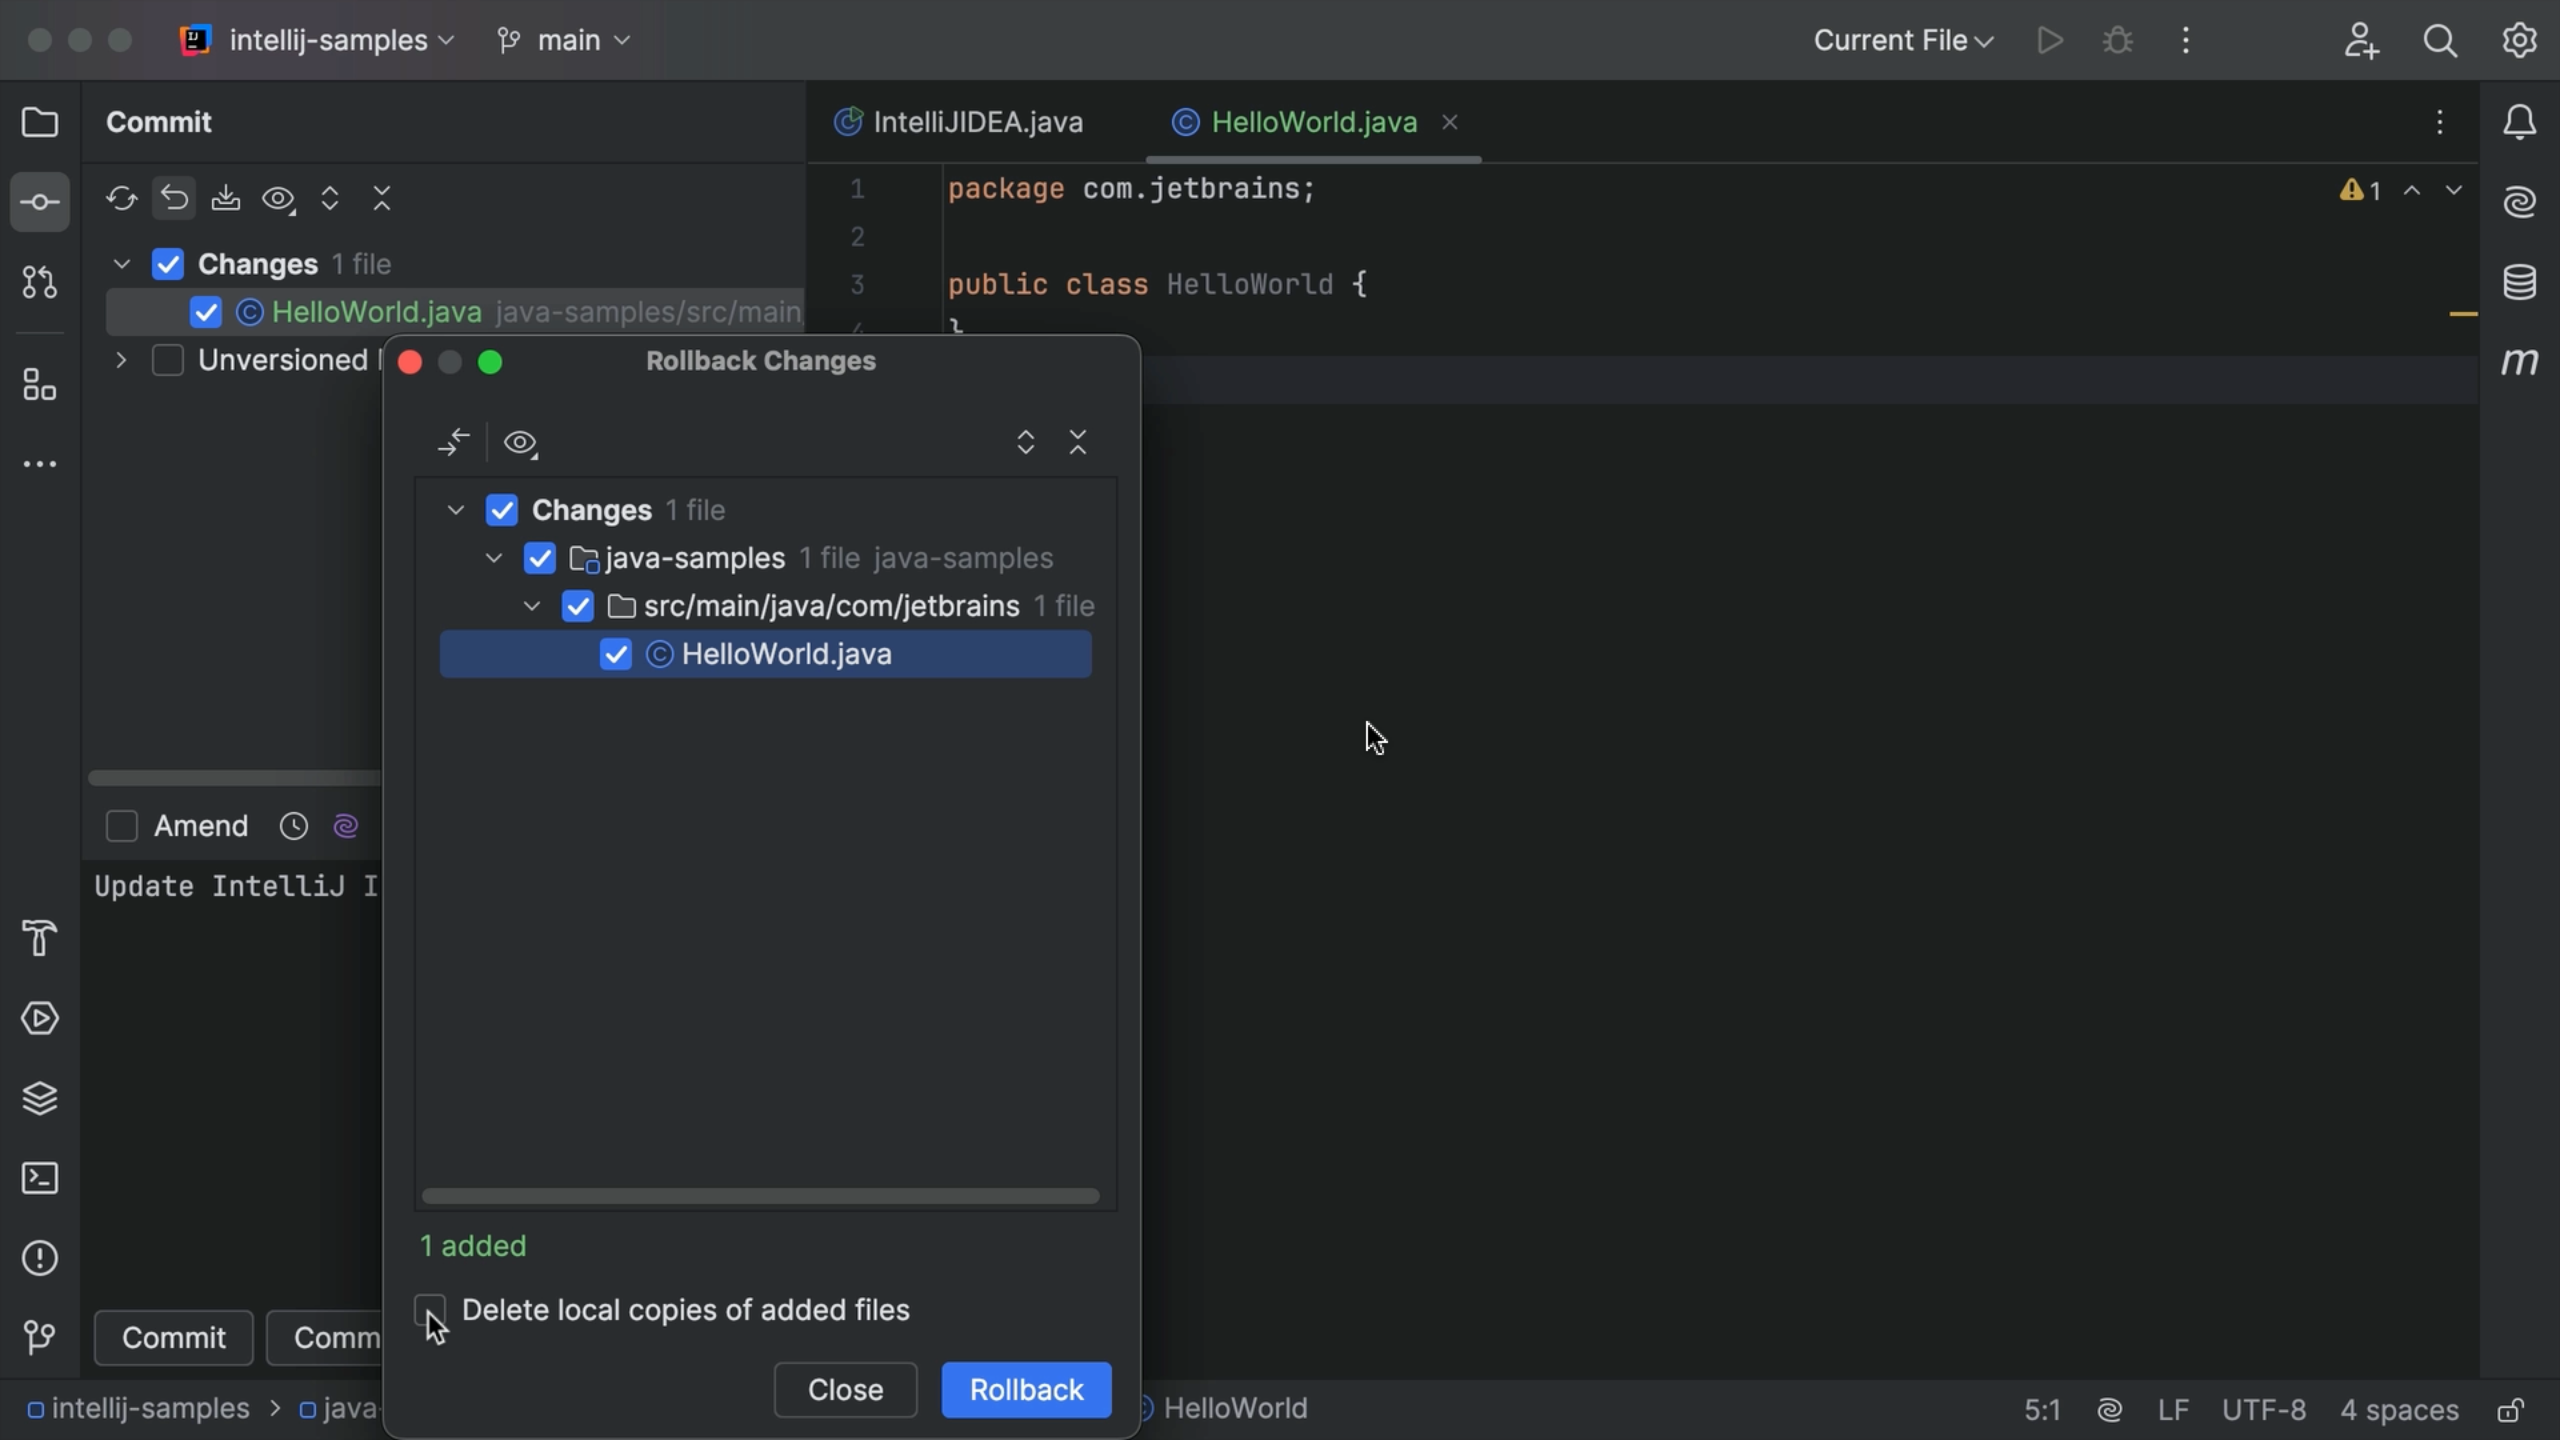 intellij-samples
main
Current File
Commit
IntelliJIDEA.java
HelloWorld.java
Changes 1 file
HelloWorld.java java-samples/src/main
Unversioned
1 package com.jetbrains;
2
3 public class HelloWorld {
4 }
1
Rollback Changes
Changes 1 file
java-samples 1 file java-samples
src/main/java/com/jetbrains 1 file
HelloWorld.java
1 added
Delete local copies of added files
Close
Rollback
Amend
Update IntelliJ I
Commit
Comm
intellij-samples > java-
HelloWorld
5:1
LF
UTF-8
4 spaces
m